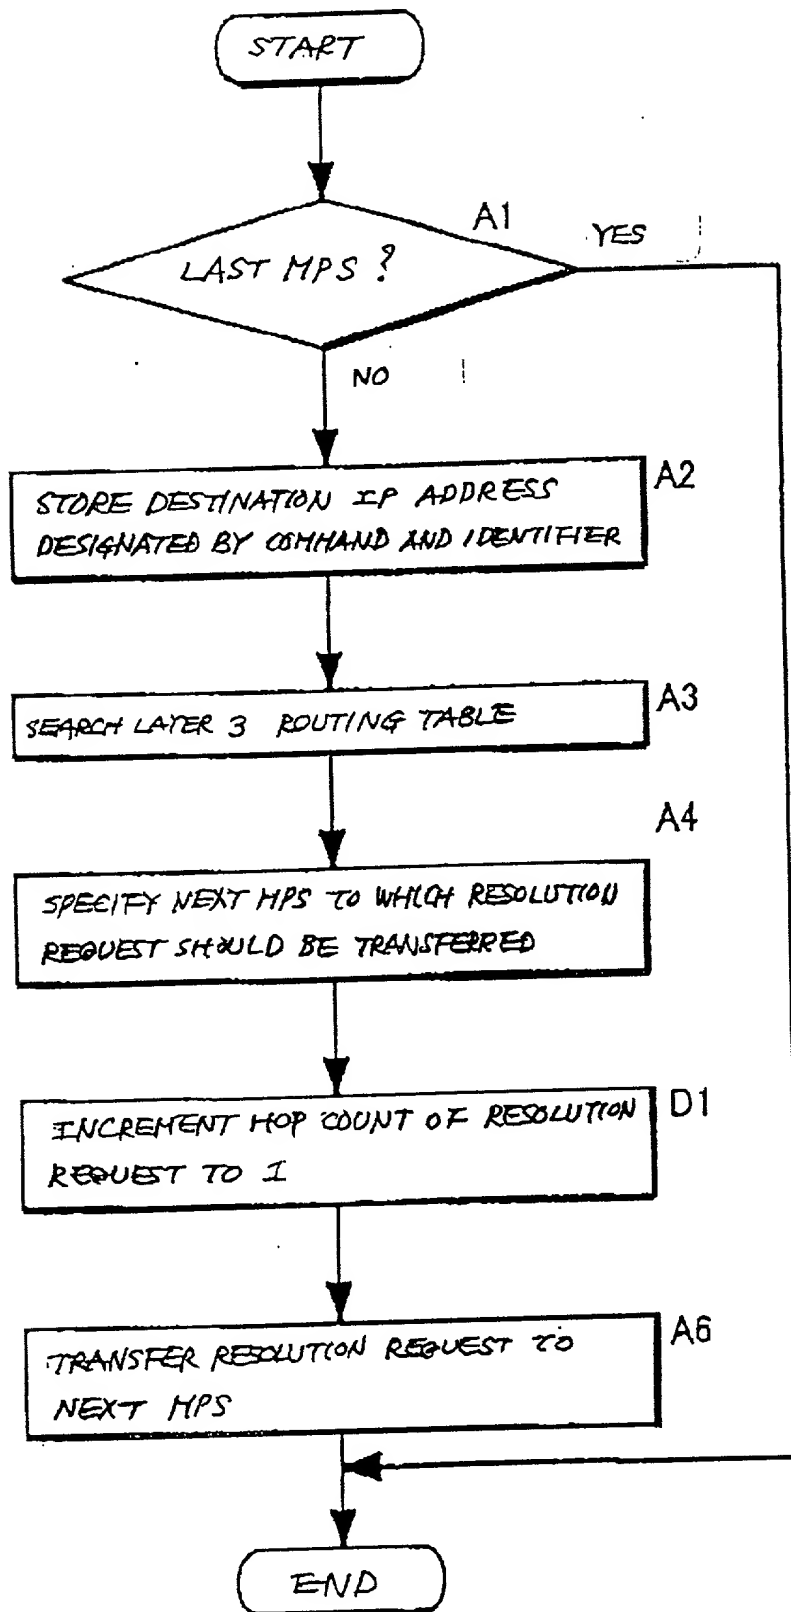 START
A1
YES
LAST MPS ?
NO
A2
STORE DESTINATION IP ADDRESS
DESIGNATED BY COMMAND AND IDENTIFIER
A3
SEARCH LAYER 3 ROUTING TABLE
A4
SPECIFY NEXT MPS TO WHICH RESOLUTION
REQUEST SHOULD BE TRANSFERRED
D1
INCREMENT HOP COUNT OF RESOLUTION
REQUEST TO 1
A6
TRANSFER RESOLUTION REQUEST TO
NEXT MPS
END